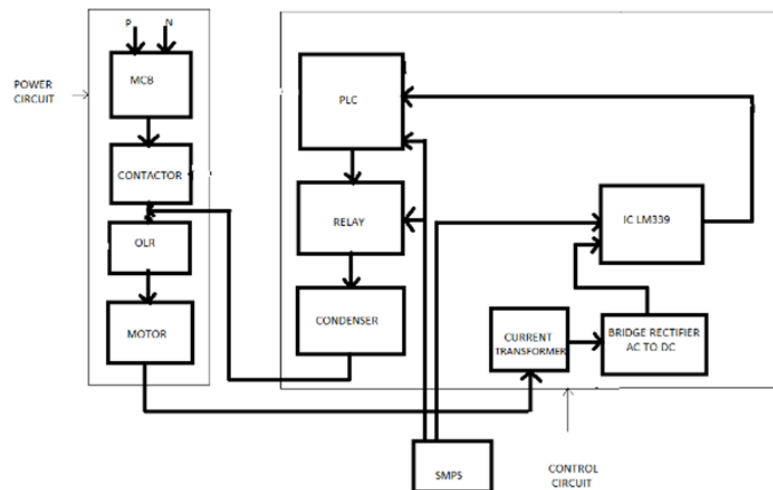 P N
POWER
CIRCUIT
MCB
CONTACTOR
OLR
MOTOR
PLC
RELAY
CONDENSER
IC LM339
CURRENT
TRANSFORMER
BRIDGE RECTIFIER
AC TO DC
SMPS
CONTROL
CIRCUIT